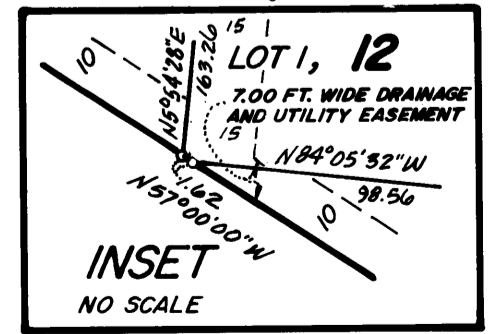 15
10
N5°54'28"E
163.26
LOT 1, 12
7.00 FT. WIDE DRAINAGE
AND UTILITY EASEMENT
15
N84°05'32"W
98.56
1.62
N57°00'00"W
10
INSET
NO SCALE